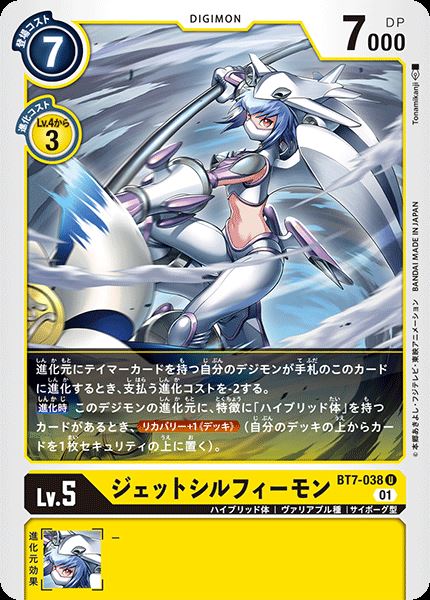 DIGIMON
登場コスト
7
7000
DP
進化コスト
Lv.4から
3
Tonamikanji
進化元にテイマーカードを持つ自分のデジモンが手札のこのカード
に進化するとき、支払う進化コストを-2する。
進化時 このデジモンの進化元に、特徴に「ハイブリッド体」を持つ
カードがあるとき、リカバリー+1《デッキ》(自分のデッキの上からカード
を1枚セキュリティの上に置く)。
©本郷あきよし・フジテレビ・東映アニメーション BANDAI MADE IN JAPAN
Lv.5
ジェットシルフィーモン
BT7-038 U
01
ハイブリッド体 | ヴァリアブル種 | サイボーグ型
進化元効果
－